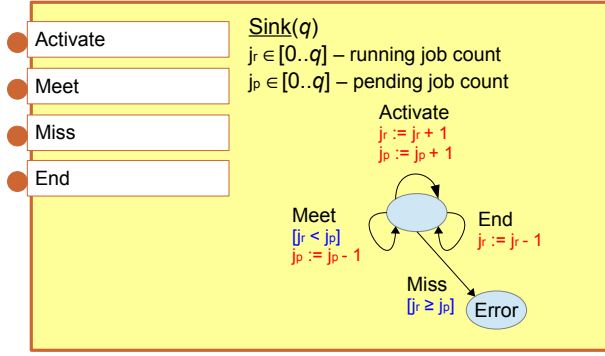 Activate
Meet
Miss
End
Sink(q)
jr ∈ [0..q] – running job count
jp ∈ [0..q] – pending job count
Activate
jr := jr + 1
jp := jp + 1
Meet
[jr < jp]
jp := jp - 1
End
jr := jr - 1
Miss
[jr ≥ jp]
Error